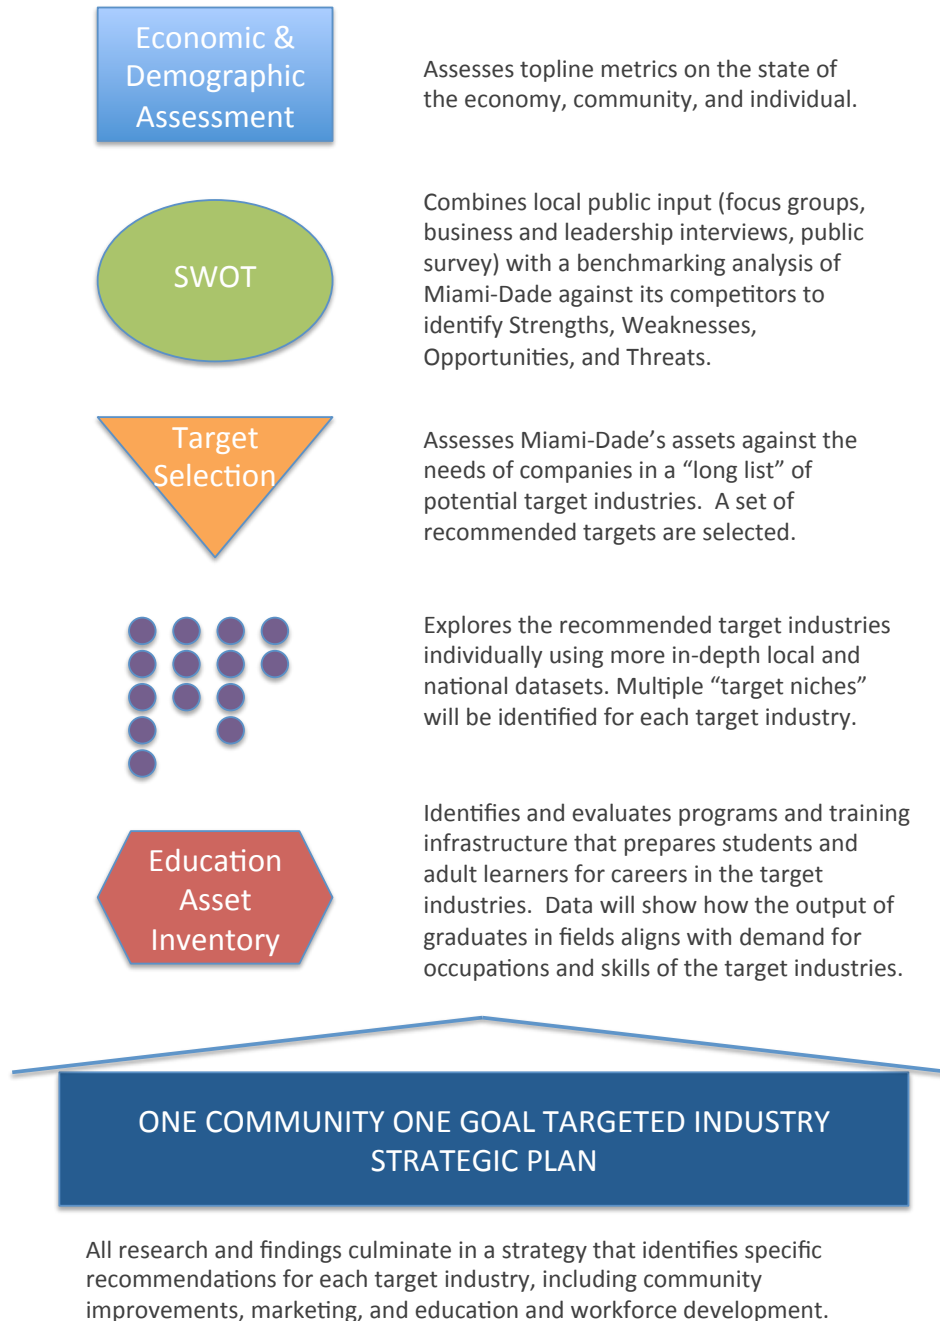 Economic &
Demographic
Assessment
Assesses topline metrics on the state of
the economy, community, and individual.
SWOT
Combines local public input (focus groups,
business and leadership interviews, public
survey) with a benchmarking analysis of
Miami-Dade against its competitors to
identify Strengths, Weaknesses,
Opportunities, and Threats.
Target
Selection
Assesses Miami-Dade’s assets against the
needs of companies in a “long list” of
potential target industries.  A set of
recommended targets are selected.
Explores the recommended target industries
individually using more in-depth local and
national datasets. Multiple “target niches”
will be identified for each target industry.
Education
Asset
Inventory
Identifies and evaluates programs and training
infrastructure that prepares students and
adult learners for careers in the target
industries.  Data will show how the output of
graduates in fields aligns with demand for
occupations and skills of the target industries.
ONE COMMUNITY ONE GOAL TARGETED INDUSTRY
STRATEGIC PLAN
All research and findings culminate in a strategy that identifies specific
recommendations for each target industry, including community
improvements, marketing, and education and workforce development.